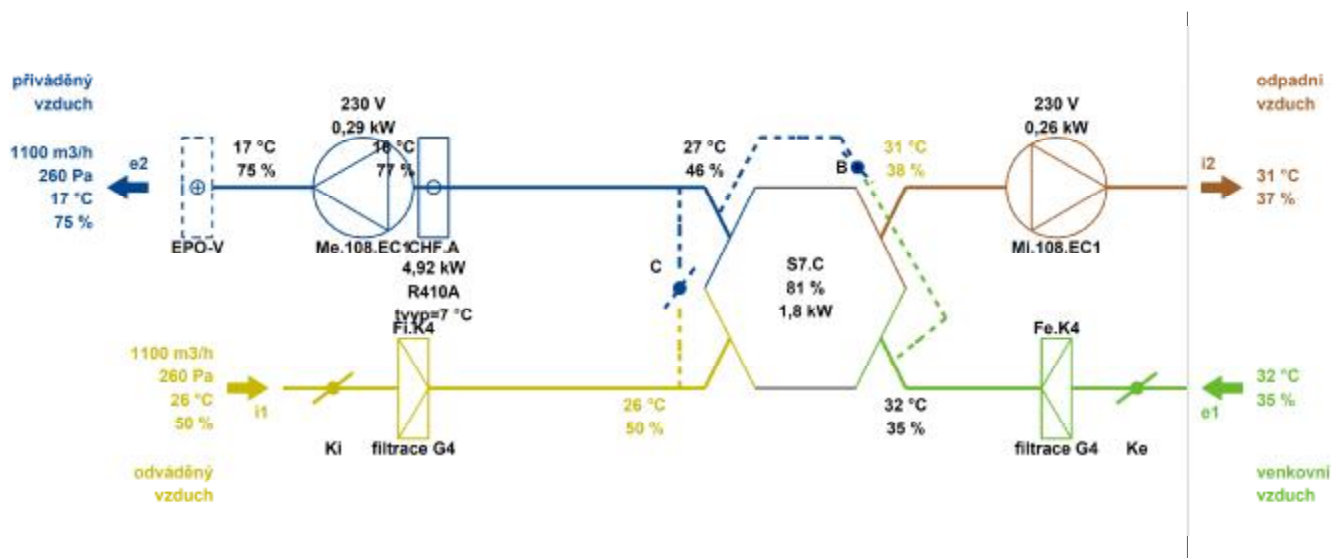 přiváděný
vzduch
1100 m3/h
260 Pa
17 °C
75 %
e2
EPO-V
17 °C
75 %
230 V
0,29 kW
Me.108.EC1
16 °C
77 %
CHF.A
4,92 kW
R410A
tvyp=7 °C
C
27 °C
46 %
B
31 °C
38 %
S7.C
81 %
1,8 kW
230 V
0,26 kW
Mi.108.EC1
i2
odpadní
vzduch
31 °C
37 %
1100 m3/h
260 Pa
26 °C
50 %
i1
odváděný
vzduch
Ki
Fi.K4
filtrace G4
26 °C
50 %
32 °C
35 %
Fe.K4
filtrace G4
Ke
e1
32 °C
35 %
venkovní
vzduch